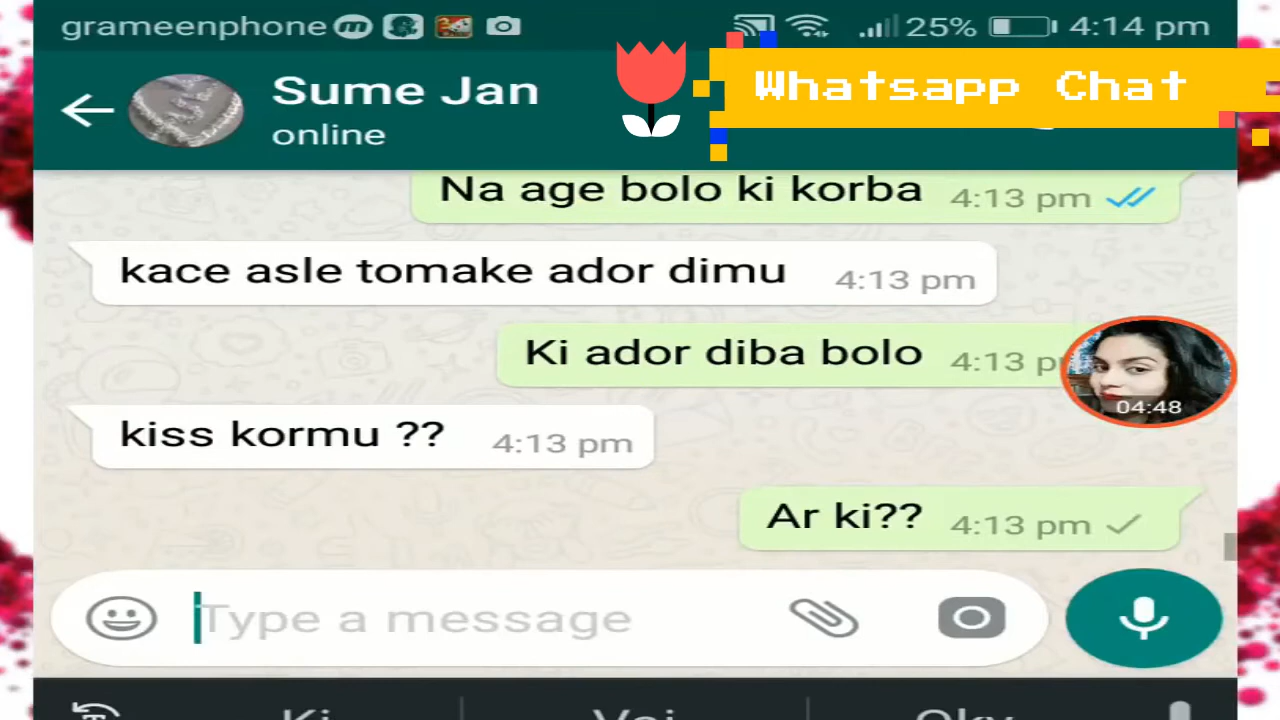 grameenphone 25% 4:14 pm
Whatsapp Chat
Sume Jan
online
Na age bolo ki korba 4:13 pm
kace asle tomake ador dimu 4:13 pm
Ki ador diba bolo 4:13
04:48
kiss kormu ?? 4:13 pm
Ar ki?? 4:13 pm
Type a message